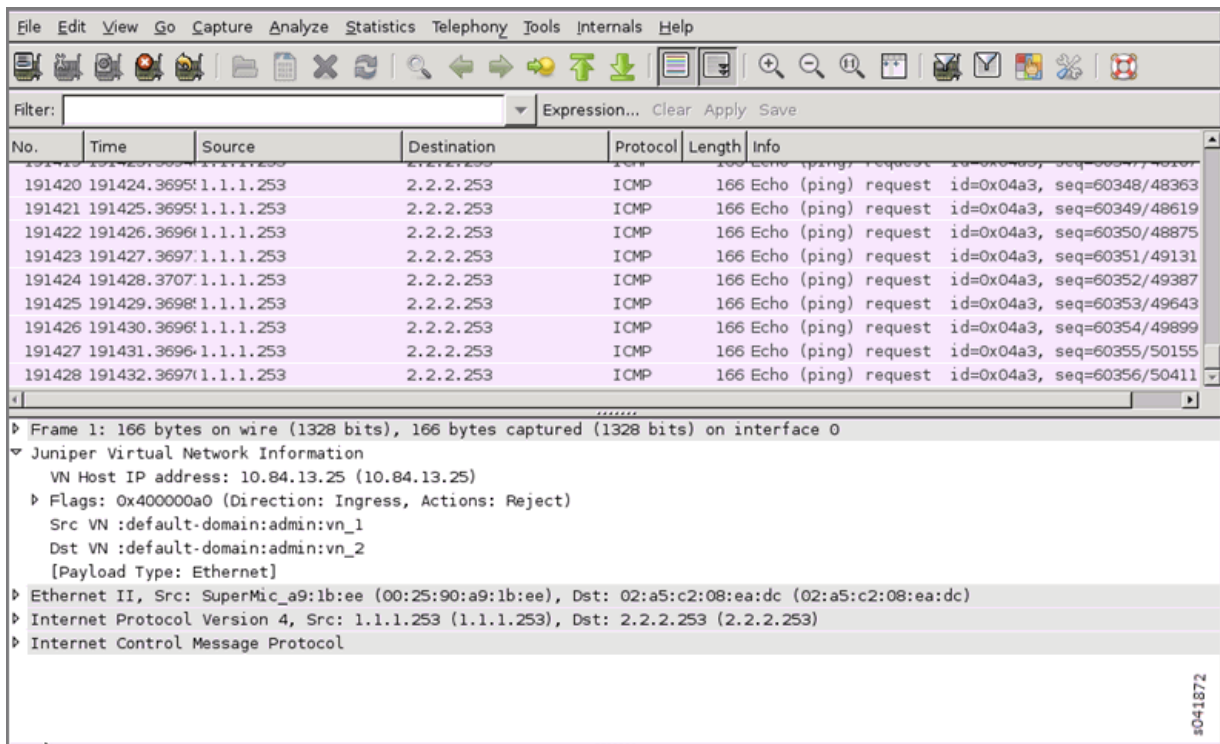 File Edit View Go Capture Analyze Statistics Telephony Tools Internals Help
Filter: Expression... Clear Apply Save
No. Time Source Destination Protocol Length Info
191420 191424.3695 1.1.1.253 2.2.2.253 ICMP 166 Echo (ping) request id=0x04a3, seq=60348/48363
191421 191425.3695 1.1.1.253 2.2.2.253 ICMP 166 Echo (ping) request id=0x04a3, seq=60349/48619
191422 191426.3696 1.1.1.253 2.2.2.253 ICMP 166 Echo (ping) request id=0x04a3, seq=60350/48875
191423 191427.3697 1.1.1.253 2.2.2.253 ICMP 166 Echo (ping) request id=0x04a3, seq=60351/49131
191424 191428.3707 1.1.1.253 2.2.2.253 ICMP 166 Echo (ping) request id=0x04a3, seq=60352/49387
191425 191429.3698 1.1.1.253 2.2.2.253 ICMP 166 Echo (ping) request id=0x04a3, seq=60353/49643
191426 191430.3696 1.1.1.253 2.2.2.253 ICMP 166 Echo (ping) request id=0x04a3, seq=60354/49899
191427 191431.3696 1.1.1.253 2.2.2.253 ICMP 166 Echo (ping) request id=0x04a3, seq=60355/50155
191428 191432.3697 1.1.1.253 2.2.2.253 ICMP 166 Echo (ping) request id=0x04a3, seq=60356/50411
Frame 1: 166 bytes on wire (1328 bits), 166 bytes captured (1328 bits) on interface 0
Juniper Virtual Network Information
VN Host IP address: 10.84.13.25 (10.84.13.25)
Flags: 0x400000a0 (Direction: Ingress, Actions: Reject)
Src VN :default-domain:admin:vn_1
Dst VN :default-domain:admin:vn_2
[Payload Type: Ethernet]
Ethernet II, Src: SuperMic_a9:1b:ee (00:25:90:a9:1b:ee), Dst: 02:a5:c2:08:ea:dc (02:a5:c2:08:ea:dc)
Internet Protocol Version 4, Src: 1.1.1.253 (1.1.1.253), Dst: 2.2.2.253 (2.2.2.253)
Internet Control Message Protocol
s041872